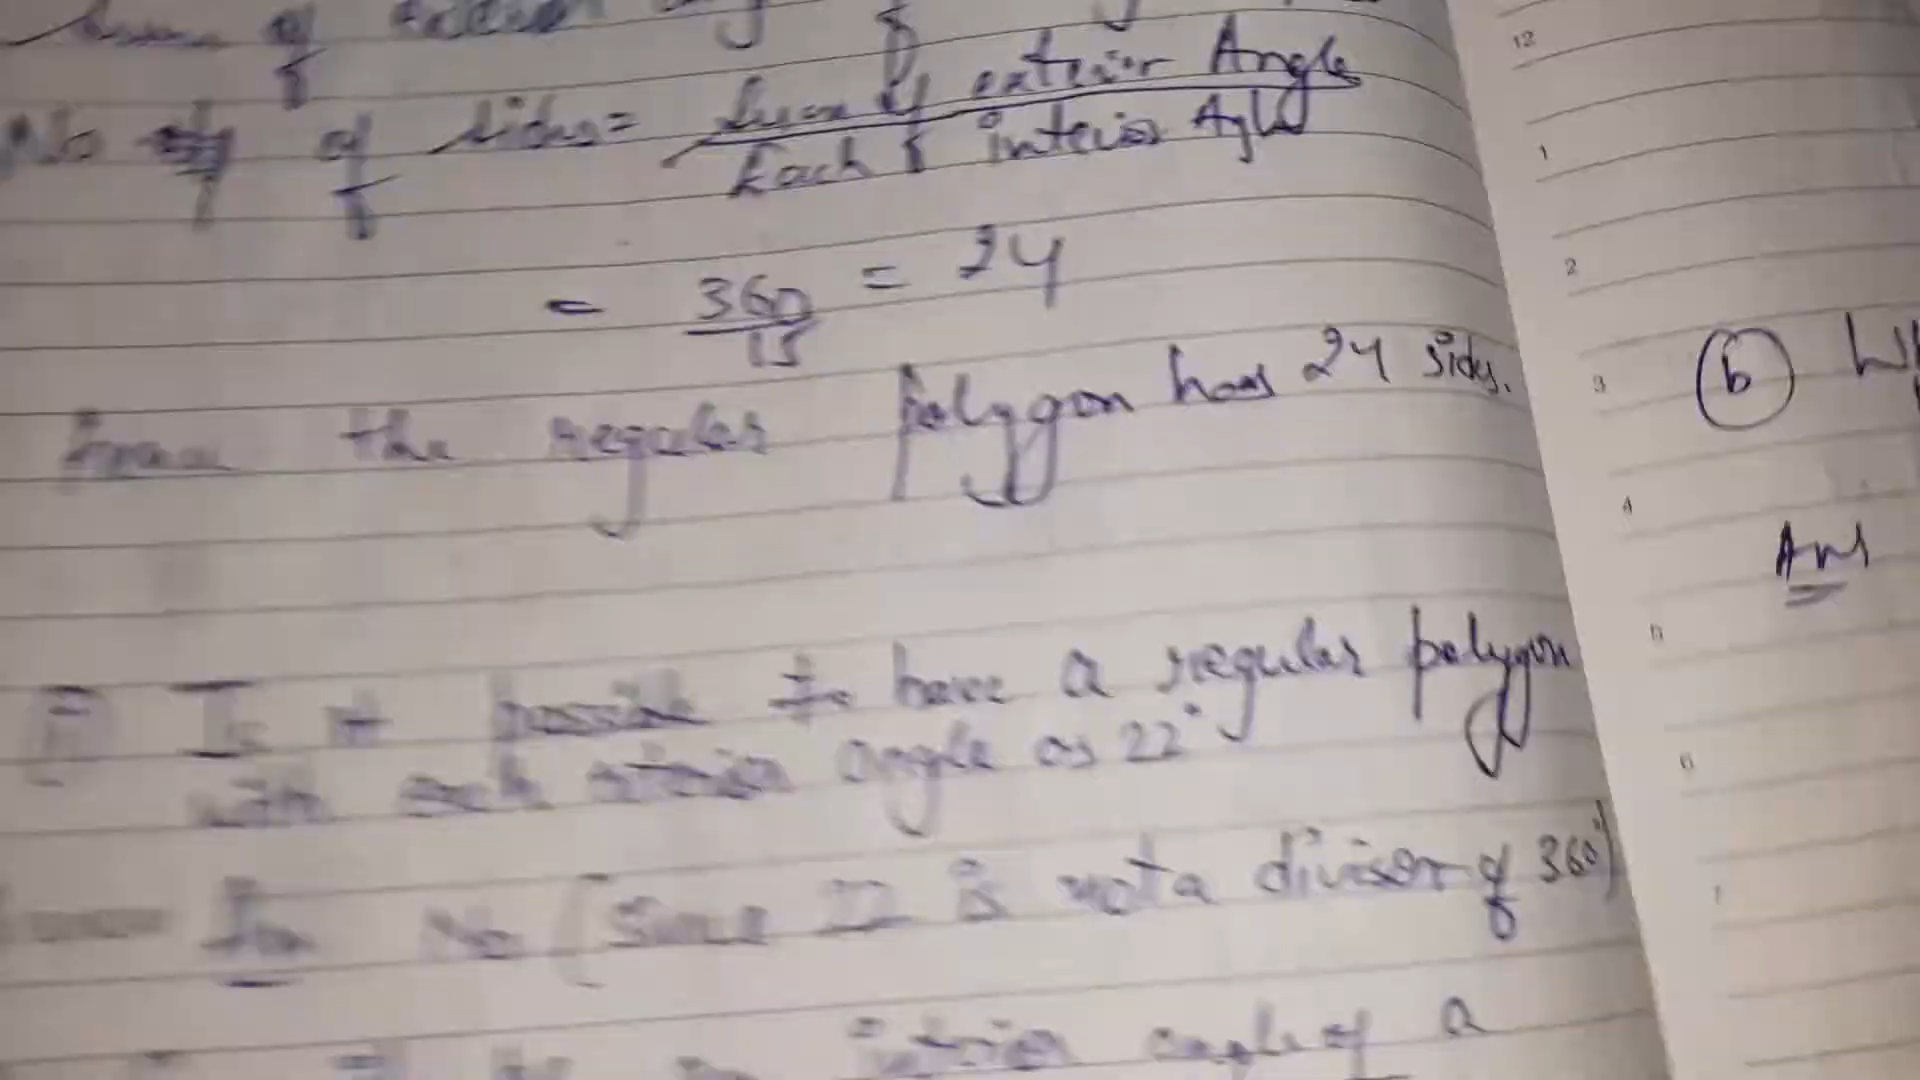 of
No of sides = Sum of exterior Angle
Each interior Agle
= 360 = 24
15
the regular polygon has 24 sides.
Is it possible to have a regular polygon
with each exterior angle as 22°
Ans No (Since 22 is not a divisor of 360°)
interior angle of a
12
1
2
3
4
5
6
7
b
Ans